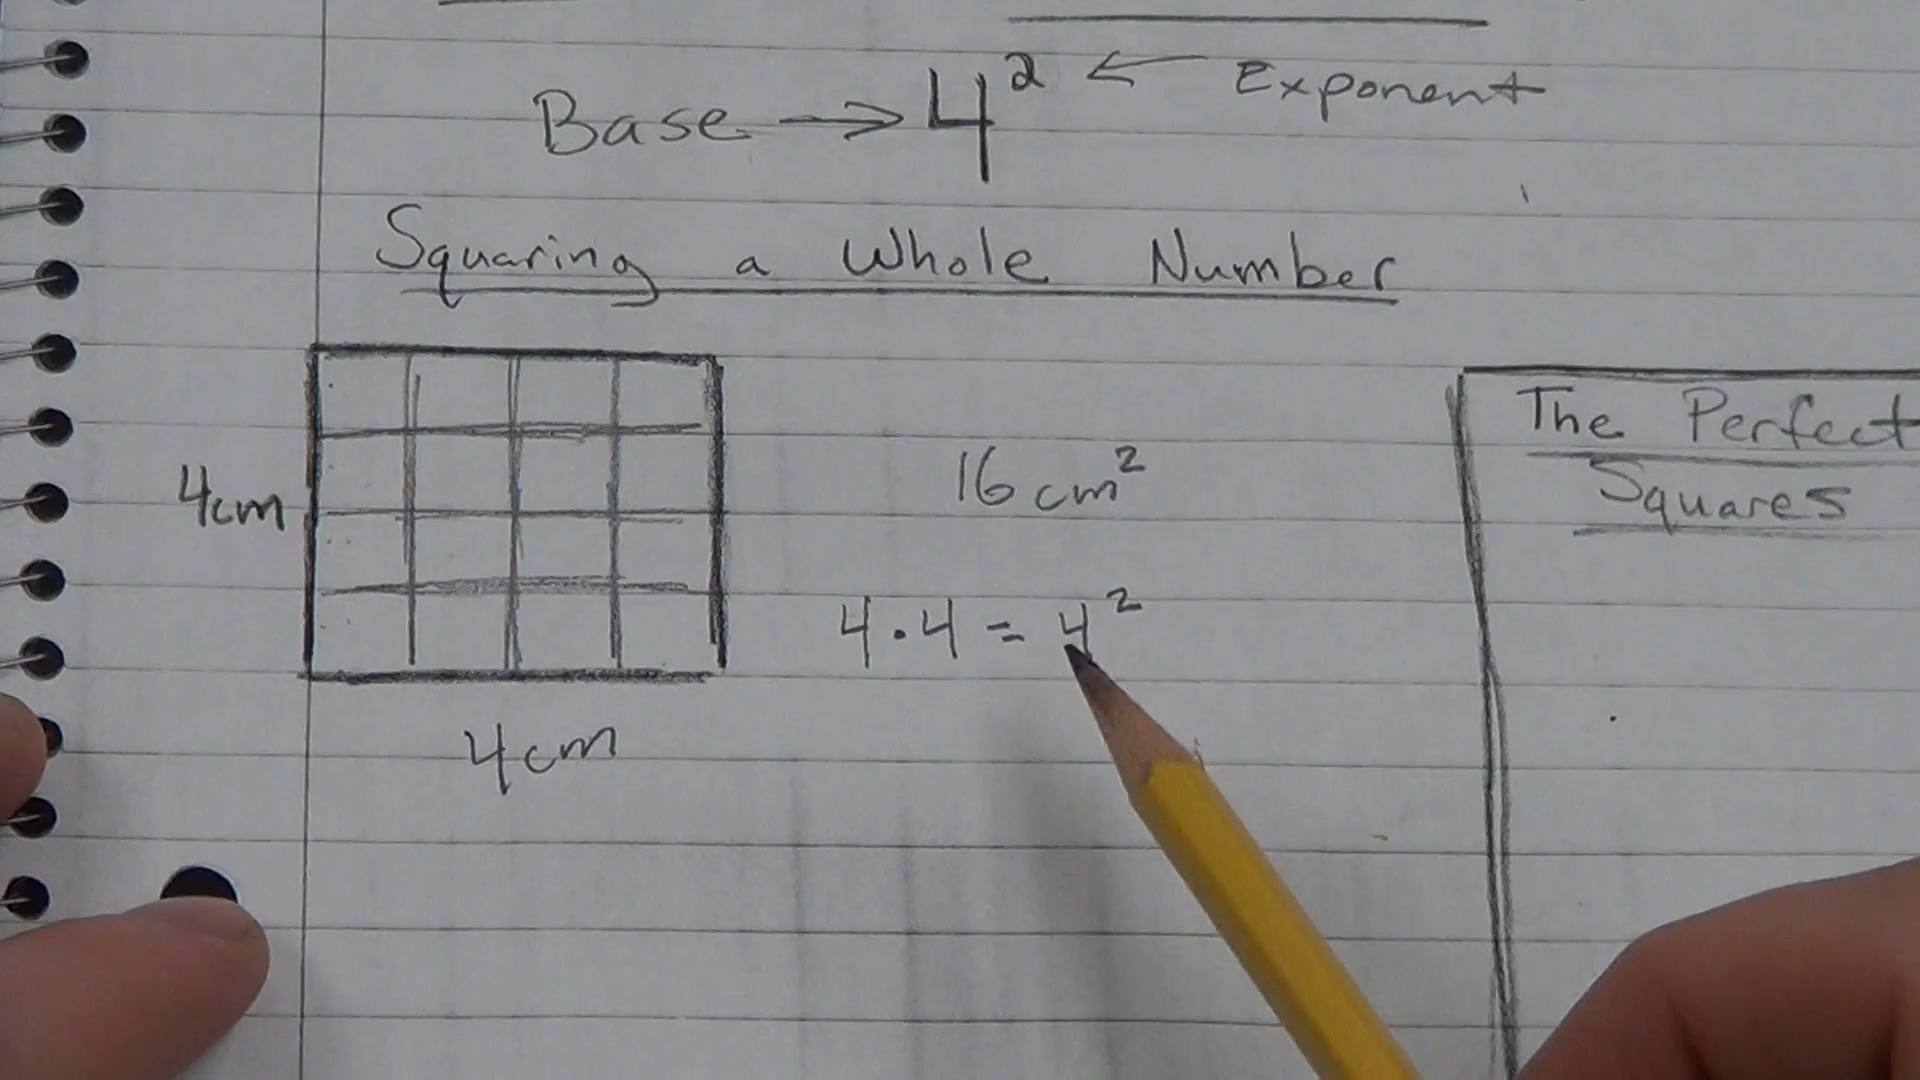 Base → 4² ← Exponent
Squaring a Whole Number
The Perfect
Squares
4cm
16 cm²
4·4 = 4²
4cm